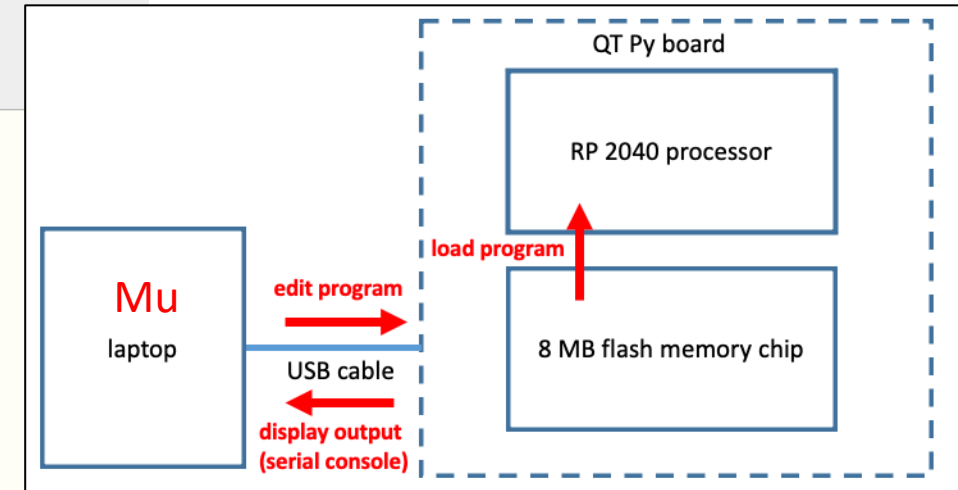 QT Py board
RP 2040 processor
load program
Mu
laptop
edit program
USB cable
display output
(serial console)
8 MB flash memory chip